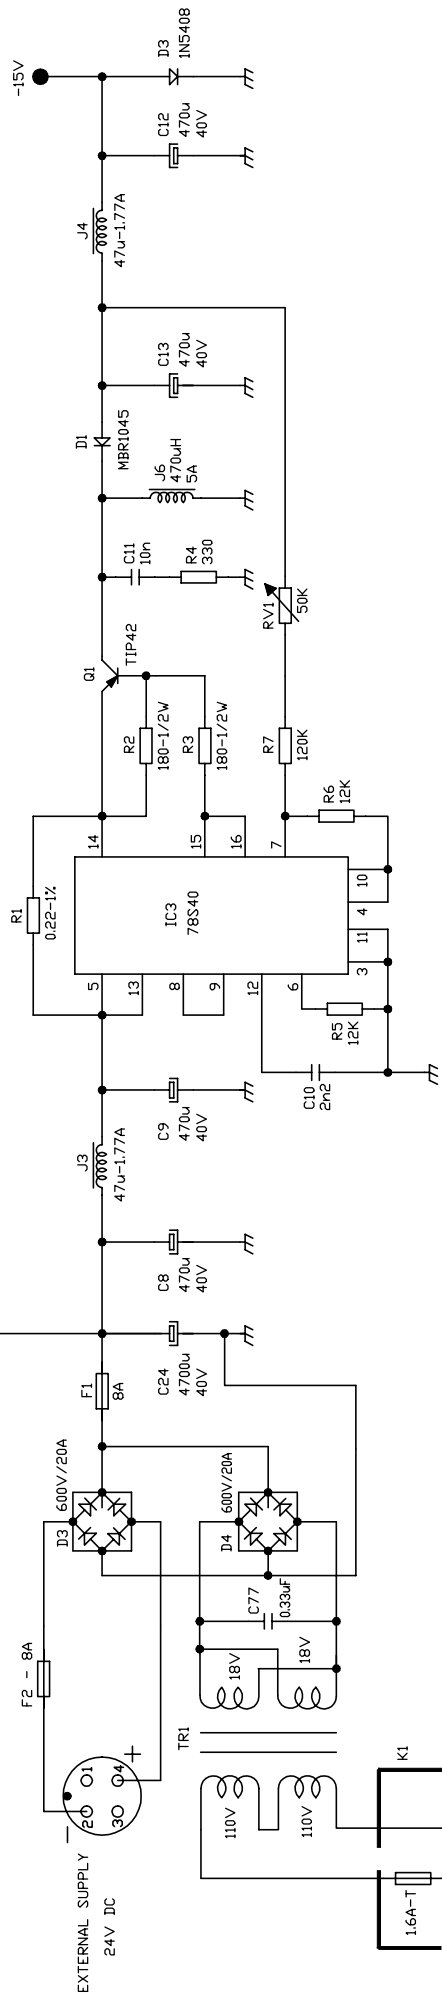 -15V
D3
1N5408
C12
470u
40V
J4
47u-1.77A
C13
470u
40V
D1
MBR1045
J6
470uH
5A
C11
10n
R4
330
RV1
50K
Q1
TIP42
R2
180-1/2W
R3
180-1/2W
R7
120K
R6
12K
R1
0.22-1%
14
15
16
7
10
4
11
3
IC3
78S40
5
13
8
9
12
6
R5
12K
C10
2n2
C9
470u
40V
J3
47u-1.77A
C8
470u
40V
C24
4700u
40V
F1
8A
D3
600V/20A
D4
600V/20A
C77
0.33uF
F2 - 8A
18V
18V
TR1
110V
110V
EXTERNAL SUPPLY
24V DC
-
+
1
2
3
4
K1
1.6A-T